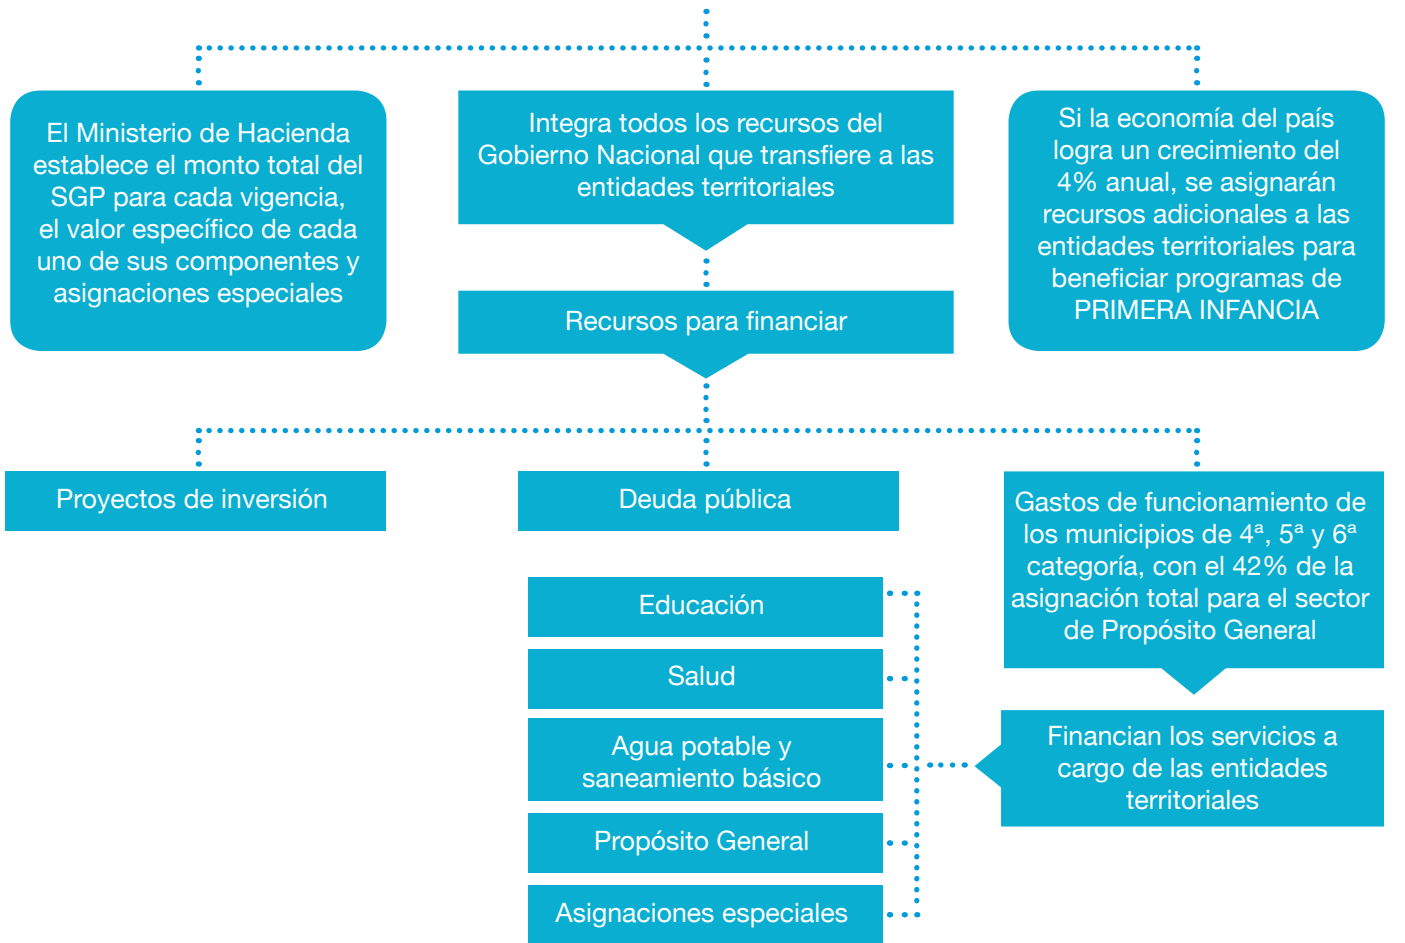 El Ministerio de Hacienda
establece el monto total del
SGP para cada vigencia,
el valor específico de cada
uno de sus componentes y
asignaciones especiales
Integra todos los recursos del
Gobierno Nacional que transfiere a las
entidades territoriales
Si la economía del país
logra un crecimiento del
4% anual, se asignarán
recursos adicionales a las
entidades territoriales para
beneficiar programas de
PRIMERA INFANCIA
Recursos para financiar
Proyectos de inversión
Deuda pública
Gastos de funcionamiento de
los municipios de 4ª, 5ª y 6ª
categoría, con el 42% de la
asignación total para el sector
de Propósito General
Financian los servicios a
cargo de las entidades
territoriales
Educación
Salud
Agua potable y
saneamiento básico
Propósito General
Asignaciones especiales